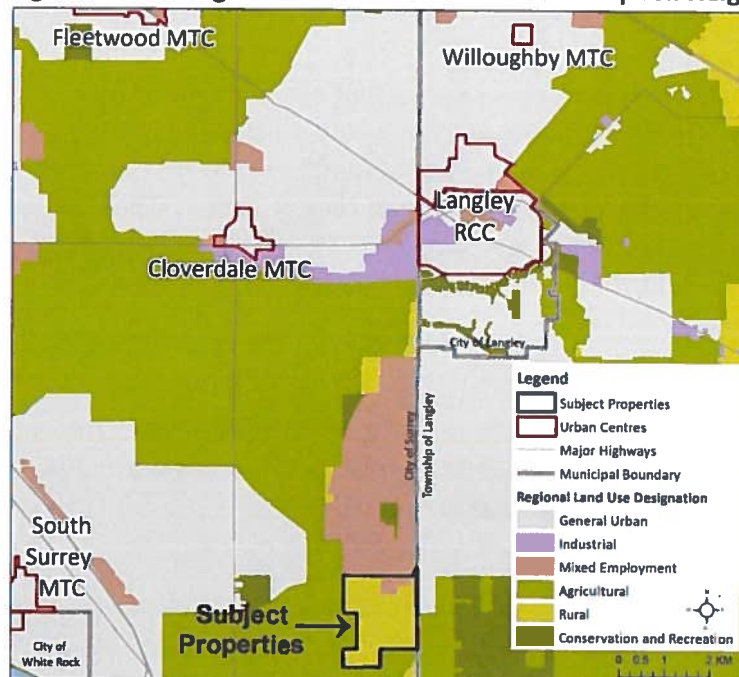 Fleetwood MTC
Willoughby MTC
Langley
RCC
Cloverdale MTC
City of Langley
City of Surrey
Township of Langley
South
Surrey
MTC
City of
White Rock
Subject
Properties
Legend
Subject Properties
Urban Centres
Major Highways
Municipal Boundary
Regional Land Use Designation
General Urban
Industrial
Mixed Employment
Agricultural
Rural
Conservation and Recreation
N
0 0.5 1 2 KM